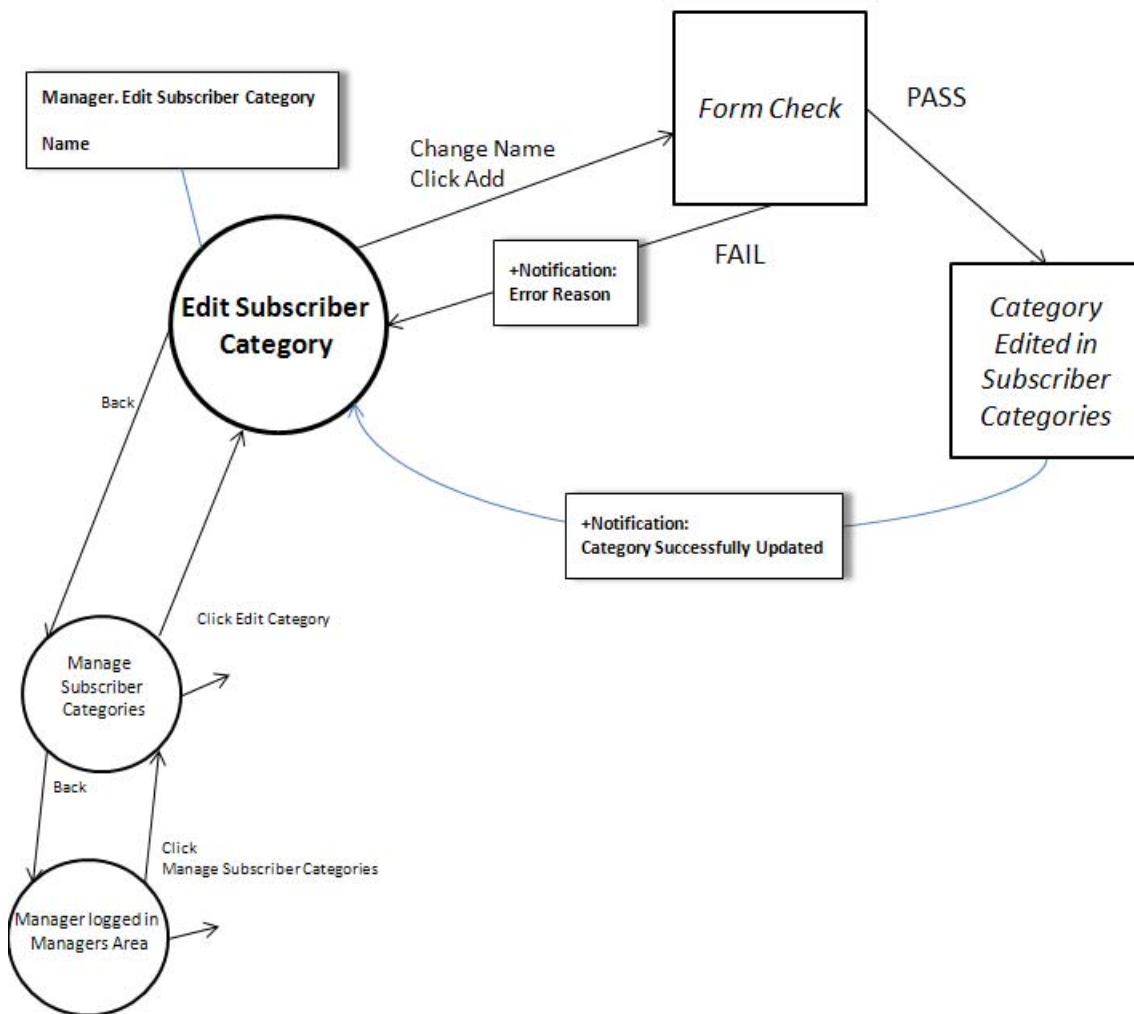 Manager. Edit Subscriber Category
Name
Form Check
PASS
Change Name
Click Add
FAIL
+Notification:
Error Reason
Edit Subscriber
Category
Category
Edited in
Subscriber
Categories
Back
+Notification:
Category Successfully Updated
Click Edit Category
Manage
Subscriber
Categories
Back
Click
Manage Subscriber Categories
Manager logged in
Managers Area